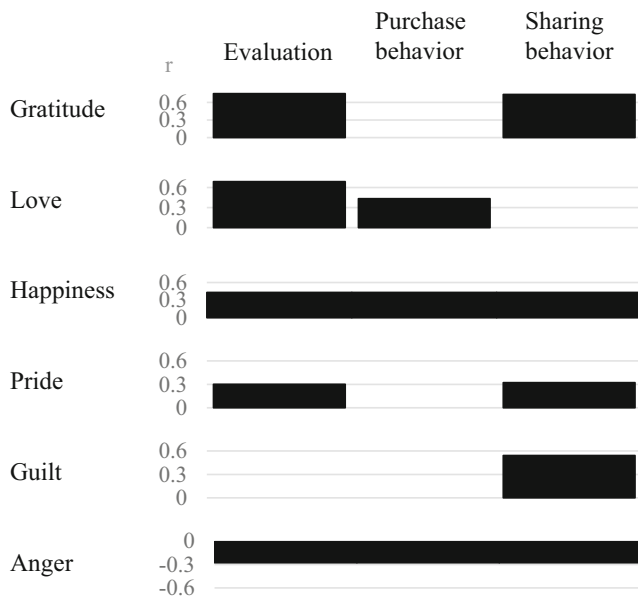 r
Evaluation
Purchase
behavior
Sharing
behavior
Gratitude
0.6
0.3
0
Love
0.6
0.3
0
Happiness
0.6
0.3
0
Pride
0.6
0.3
0
Guilt
0.6
0.3
0
Anger
0
-0.3
-0.6